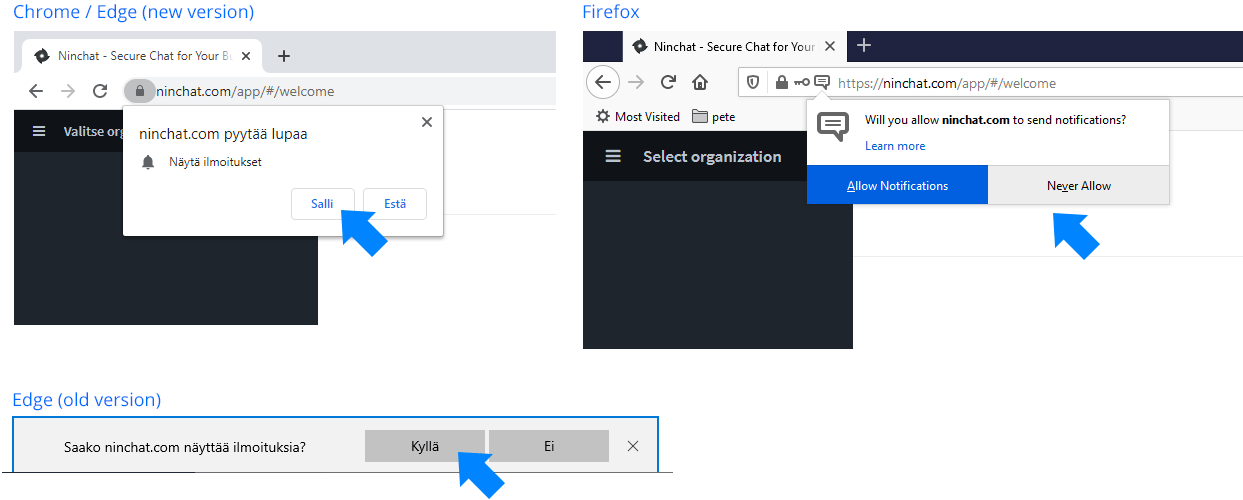 Chrome / Edge (new version)
Ninchat - Secure Chat for Your Bu
ninchat.com/app/#/welcome
Valitse org
ninchat.com pyytää lupaa
Näytä ilmoitukset
Salli
Estä
Firefox
Ninchat - Secure Chat for Your
https://ninchat.com/app/#/welcome
Most Visited
pete
Select organization
Will you allow ninchat.com to send notifications?
Learn more
Allow Notifications
Never Allow
Edge (old version)
Saako ninchat.com näyttää ilmoituksia?
Kyllä
Ei